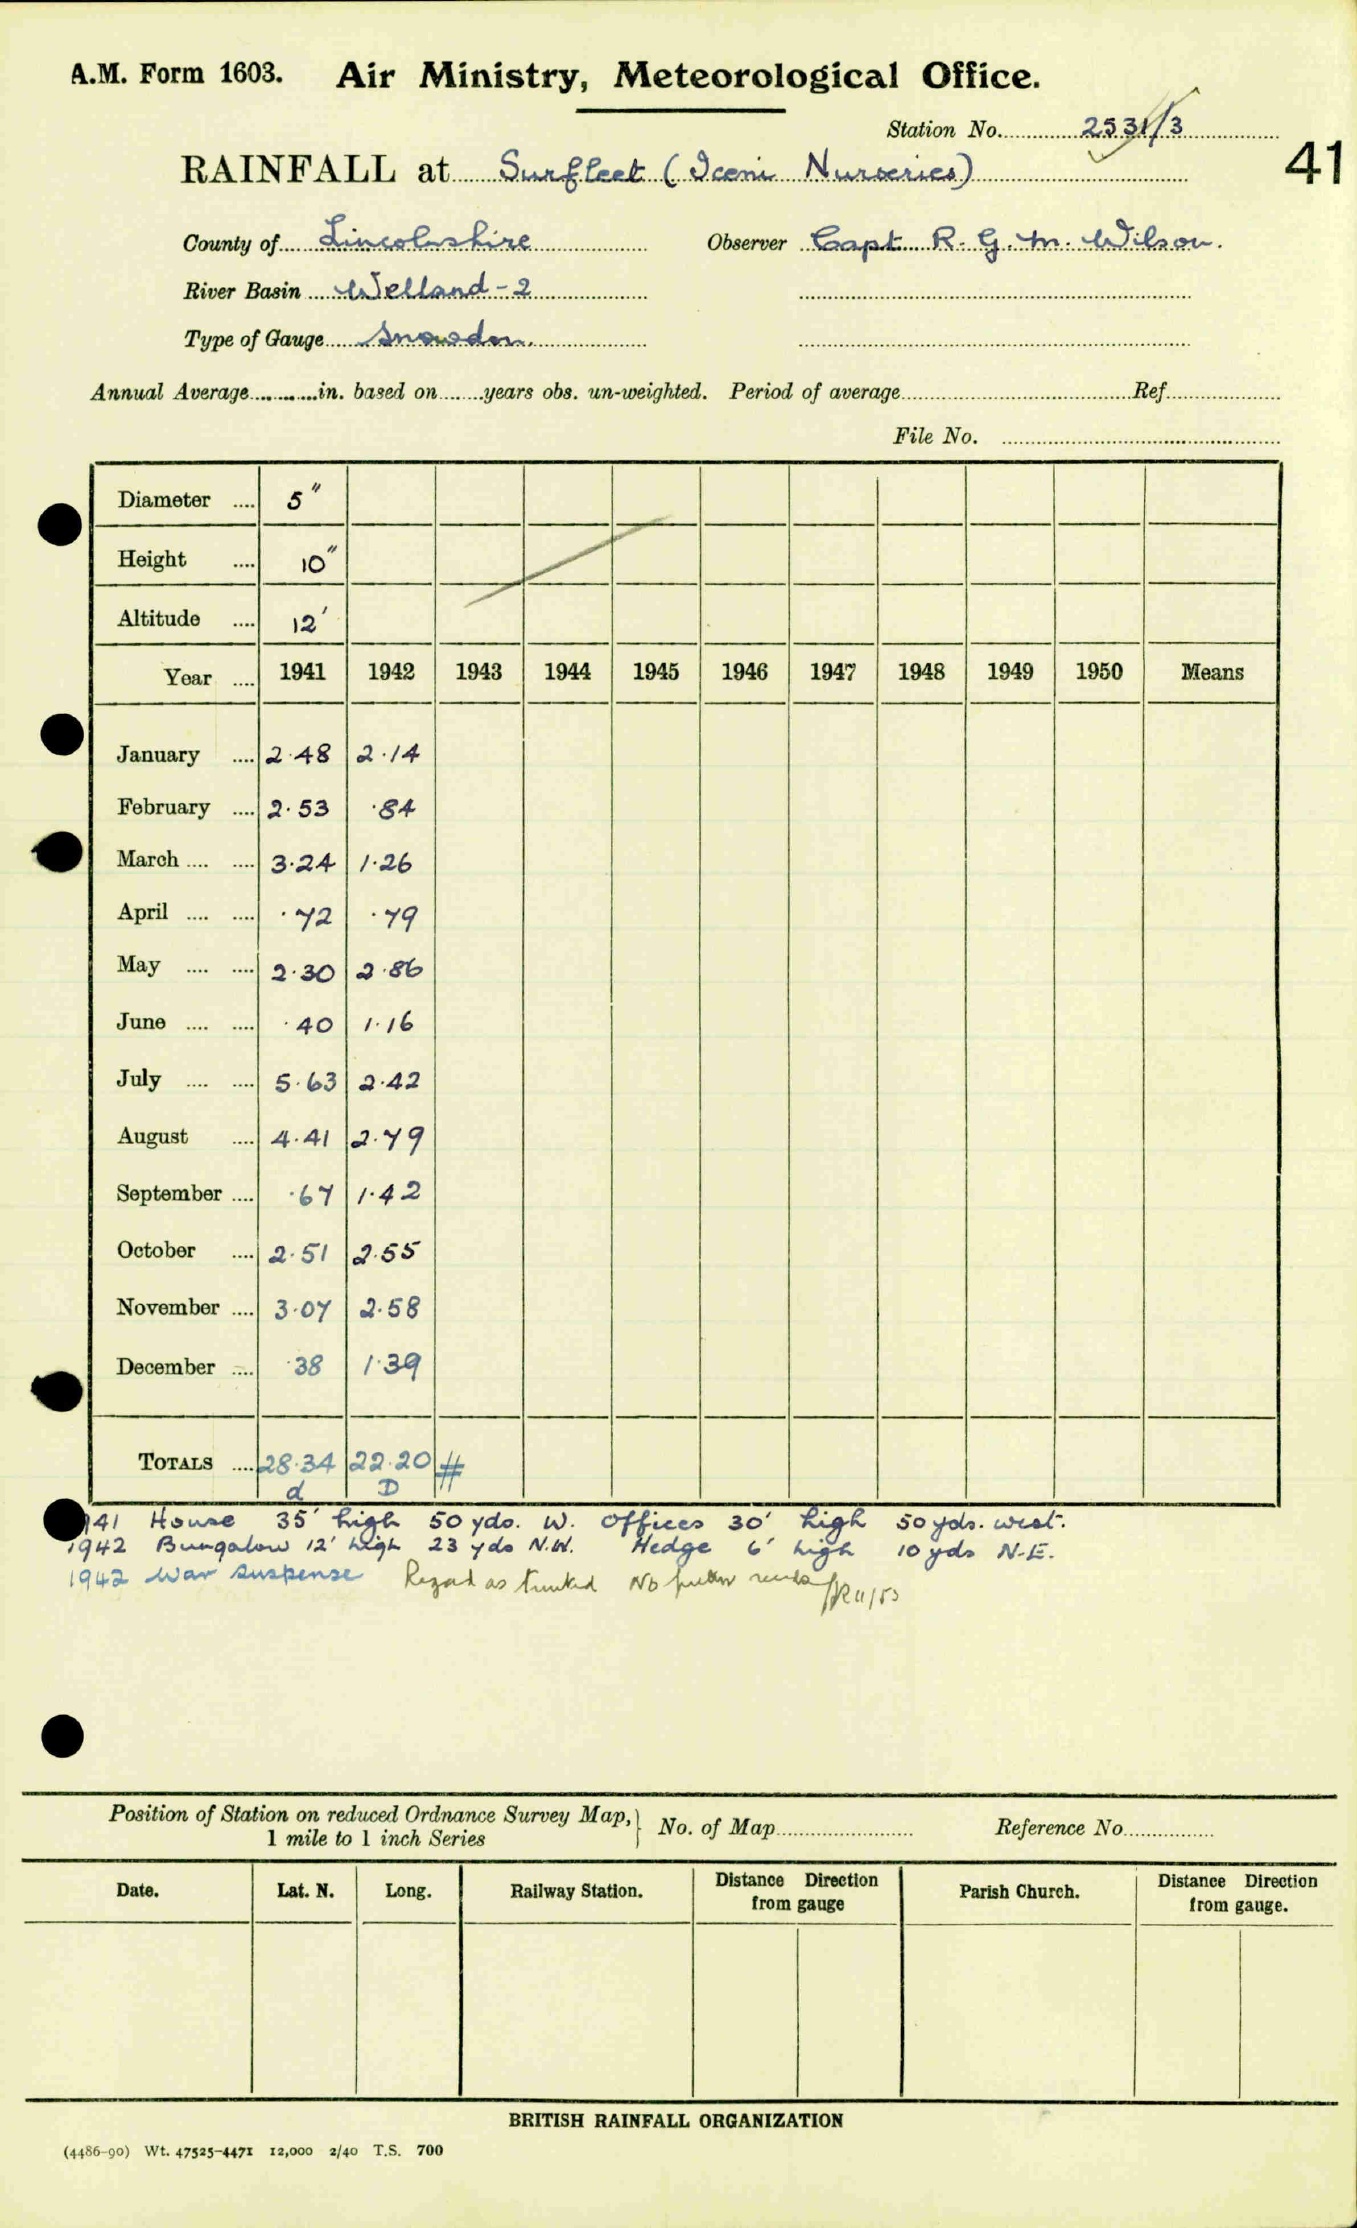 A.M. Form 1603. Air Ministry, Meteorological Office.
Station No. 2531/3
41
RAINFALL at Surfleet (Iceni Nurseries)
County of Lincolnshire Observer Capt R. G. M. Wilson.
River Basin Welland-2
Type of Gauge Snowdon.
Annual Average in. based on years obs. un-weighted. Period of average Ref.
File No.
Diameter 5"
Height 10"
Altitude 12'
Year 1941 1942 1943 1944 1945 1946 1947 1948 1949 1950 Means
January 2.48 2.14
February 2.53 .84
March 3.24 1.26
April .72 .79
May 2.30 2.86
June .40 1.16
July 5.63 2.42
August 4.41 2.79
September .67 1.42
October 2.51 2.55
November 3.07 2.58
December .38 1.39
TOTALS 28.34 22.20 #
d D
941 House 35' high 50 yds. W. Offices 30' high 50 yds. west.
1942 Bungalow 12' high 23 yds N.W. Hedge 6' high 10 yds N-E.
1942 War suspense Regard as No 11/53
Position of Station on reduced Ordnance Survey Map, } No. of Map Reference No.
1 mile to 1 inch Series
Date. Lat. N. Long. Railway Station. Distance Direction from gauge Parish Church. Distance Direction from gauge.
BRITISH RAINFALL ORGANIZATION
(4486-90) Wt. 47525-4471 12,000 2/40 T.S. 700